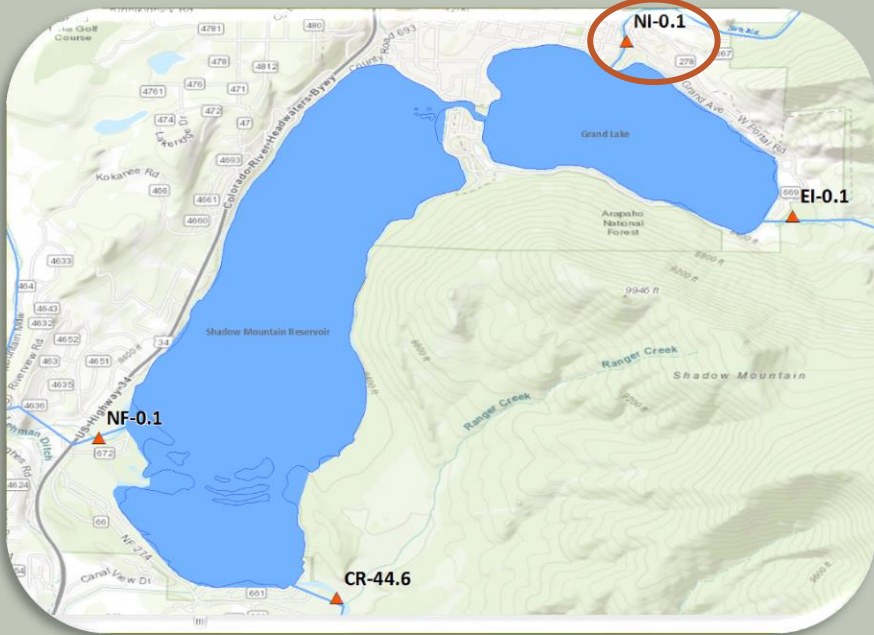 Golf
Course
4781
480
County Road 693
NI-0.1
667
278
478
4812
4761
476
471
472
474
47
Lakeridge Dr
Colorado-River-Headwaters-Bywy
Grand Ave
W Portal Rd
Grand Lake
4693
Kokanee Rd
466
4661
4660
669
EI-0.1
Arapaho
National
Forest
4633
464
4643
4632
4652
463
4651
4635
4636
34
Riverview Rd
9946 ft
Shadow Mountain Reservoir
Ranger Creek
Shadow Mountain
Ranger Creek
US-Highway-34
NF-0.1
672
4624
66
NF 274
Canal View Dr
661
CR-44.6